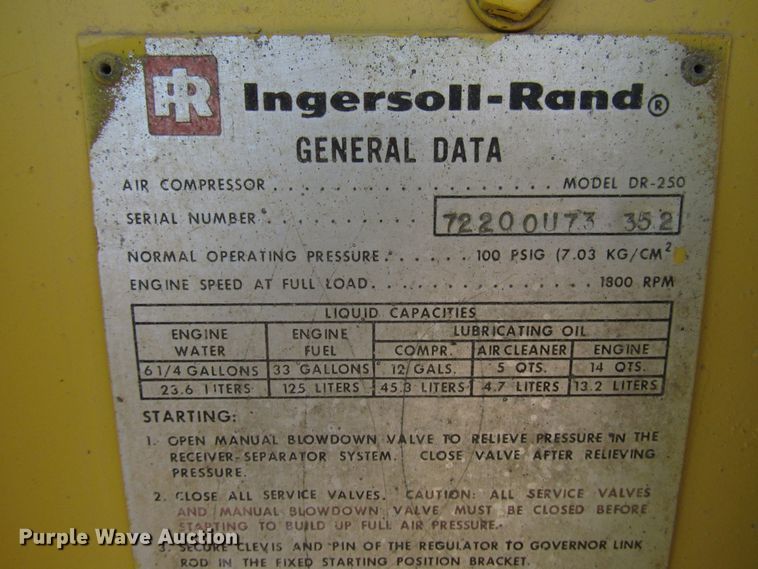 IR Ingersoll-Rand®
GENERAL DATA
AIR COMPRESSOR . . . . . . . . . . . . . . . . . . . . MODEL DR-250
SERIAL NUMBER . . . . . . . . . . . 72200U73 352
NORMAL OPERATING PRESSURE . . . . . . 100 PSIG (7.03 KG/CM²
ENGINE SPEED AT FULL LOAD. . . . . . . . . . . . . . . . 1800 RPM
LIQUID CAPACITIES
ENGINE WATER ENGINE FUEL LUBRICATING OIL
COMPR. AIR CLEANER ENGINE
6 1/4 GALLONS 33 GALLONS 12 GALS. 5 QTS. 14 QTS.
23.6 LITERS 125 LITERS 45.3 LITERS 4.7 LITERS 13.2 LITERS
STARTING:
1. OPEN MANUAL BLOWDOWN VALVE TO RELIEVE PRESSURE IN THE
RECEIVER-SEPARATOR SYSTEM. CLOSE VALVE AFTER RELIEVING
PRESSURE.
2. CLOSE ALL SERVICE VALVES. CAUTION: ALL SERVICE VALVES
AND MANUAL BLOWDOWN VALVE MUST BE CLOSED BEFORE
STARTING TO BUILD UP FULL AIR PRESSURE.
3. SECURE CLEVIS AND PIN OF THE REGULATOR TO GOVERNOR LINK
ROD IN THE FIXED STARTING POSITION BRACKET.
Purple Wave Auction